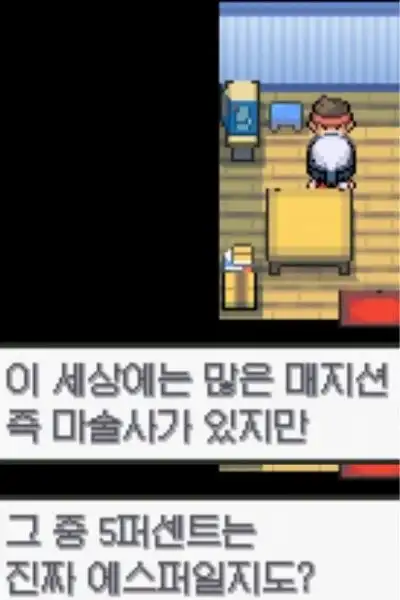 이 세상에는 많은 매지션
즉 마술사가 있지만
그 중 5퍼센트는
진짜 에스퍼일지도?